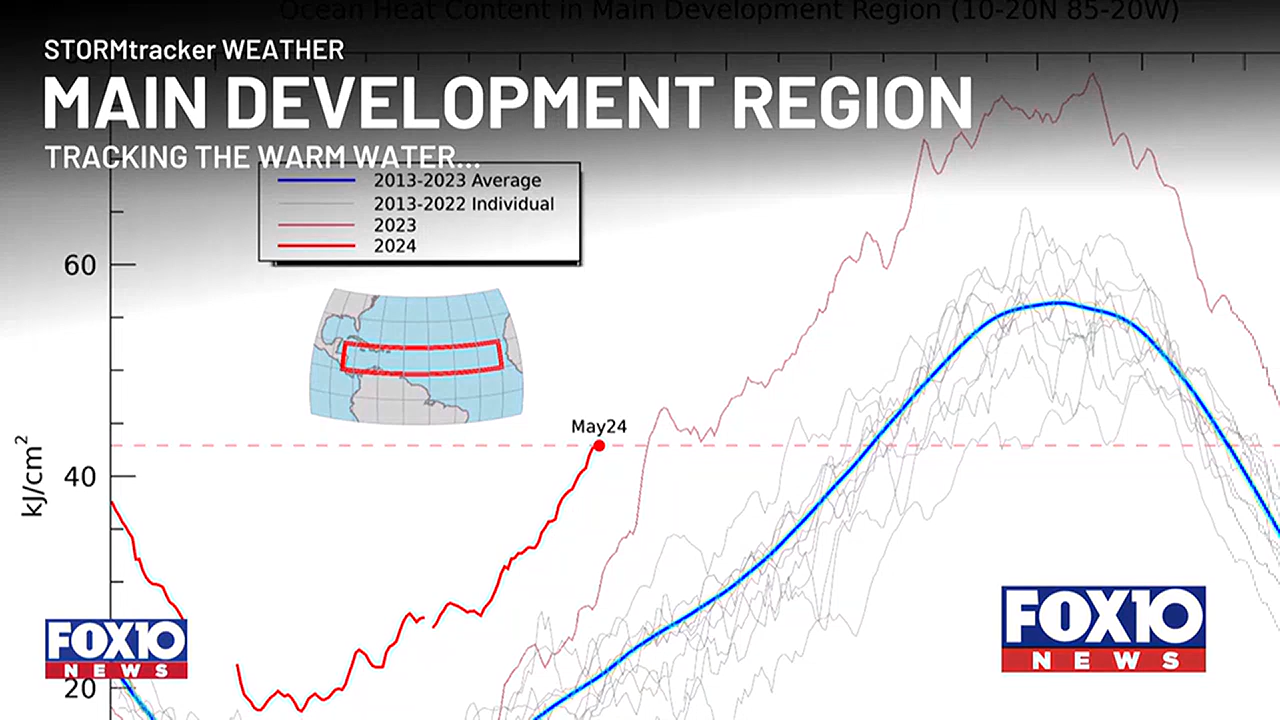 Ocean Heat Content in Main Development Region (10-20N 85-20W)
STORMtracker WEATHER
MAIN DEVELOPMENT REGION
TRACKING THE WARM WATER...
2013-2023 Average
2013-2022 Individual
2023
2024
60
May24
40
kJ/cm²
FOX10
NEWS
FOX10
NEWS
20